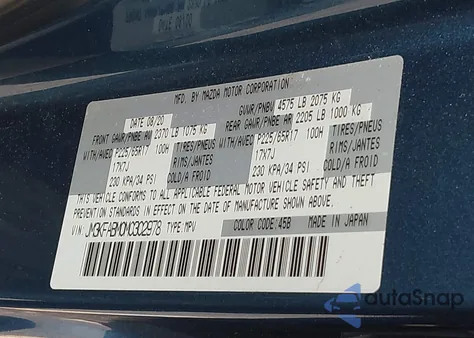 MFD. BY MAZDA MOTOR CORPORATION
DATE 08/20 GVWR/PNBV 4575 LB 2075 KG
FRONT GAWR/PNBE AV 2370 LB 1075 KG REAR GAWR/PNBE AR 2205 LB 1000 KG
WITH/AVEC P225/65R17 100H TIRES/PNEUS WITH/AVEC P225/65R17 100H TIRES/PNEUS
17X7J RIMS/JANTES 17X7J RIMS/JANTES
230 KPA/34 PSI COLD/A FROID 230 KPA/34 PSI COLD/A FROID
THIS VEHICLE CONFORMS TO ALL APPLICABLE FEDERAL MOTOR VEHICLE SAFETY AND THEFT
PREVENTION STANDARDS IN EFFECT ON THE DATE OF MANUFACTURE SHOWN ABOVE.
VIN: TYPE: MPV COLOR CODE: 45B MADE IN JAPAN
autoSnap